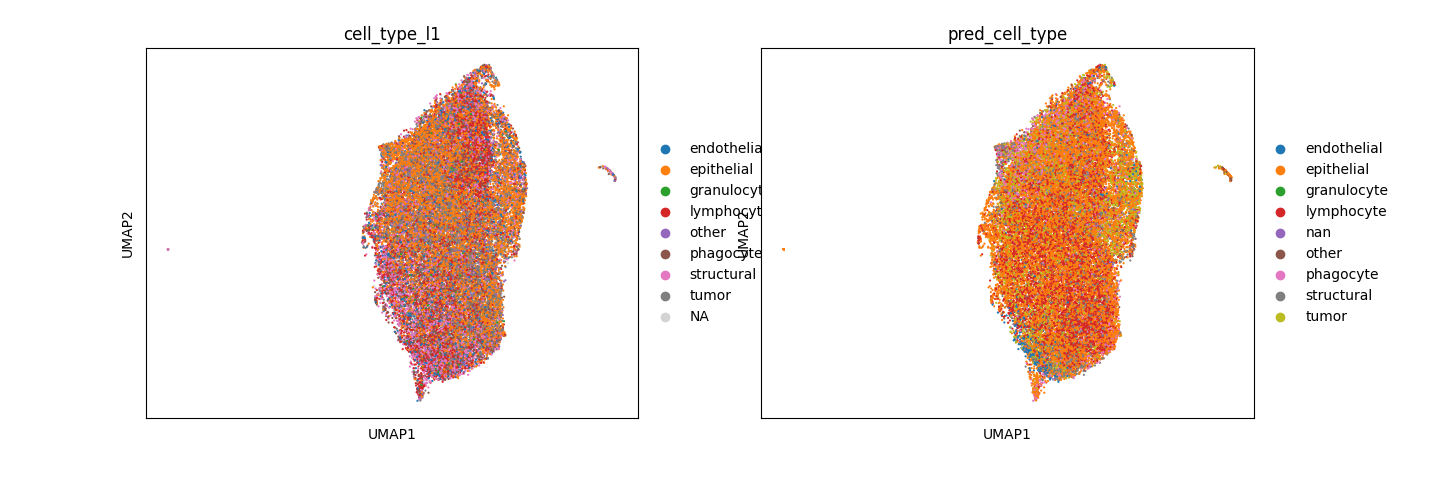 cell_type_l1
pred_cell_type
endothelia
epithelial
granulocyt
lymphocyt
other
phagocyte
structural
tumor
NA
endothelial
epithelial
granulocyte
lymphocyte
nan
other
phagocyte
structural
tumor
UMAP2
UMAP2
UMAP1
UMAP1